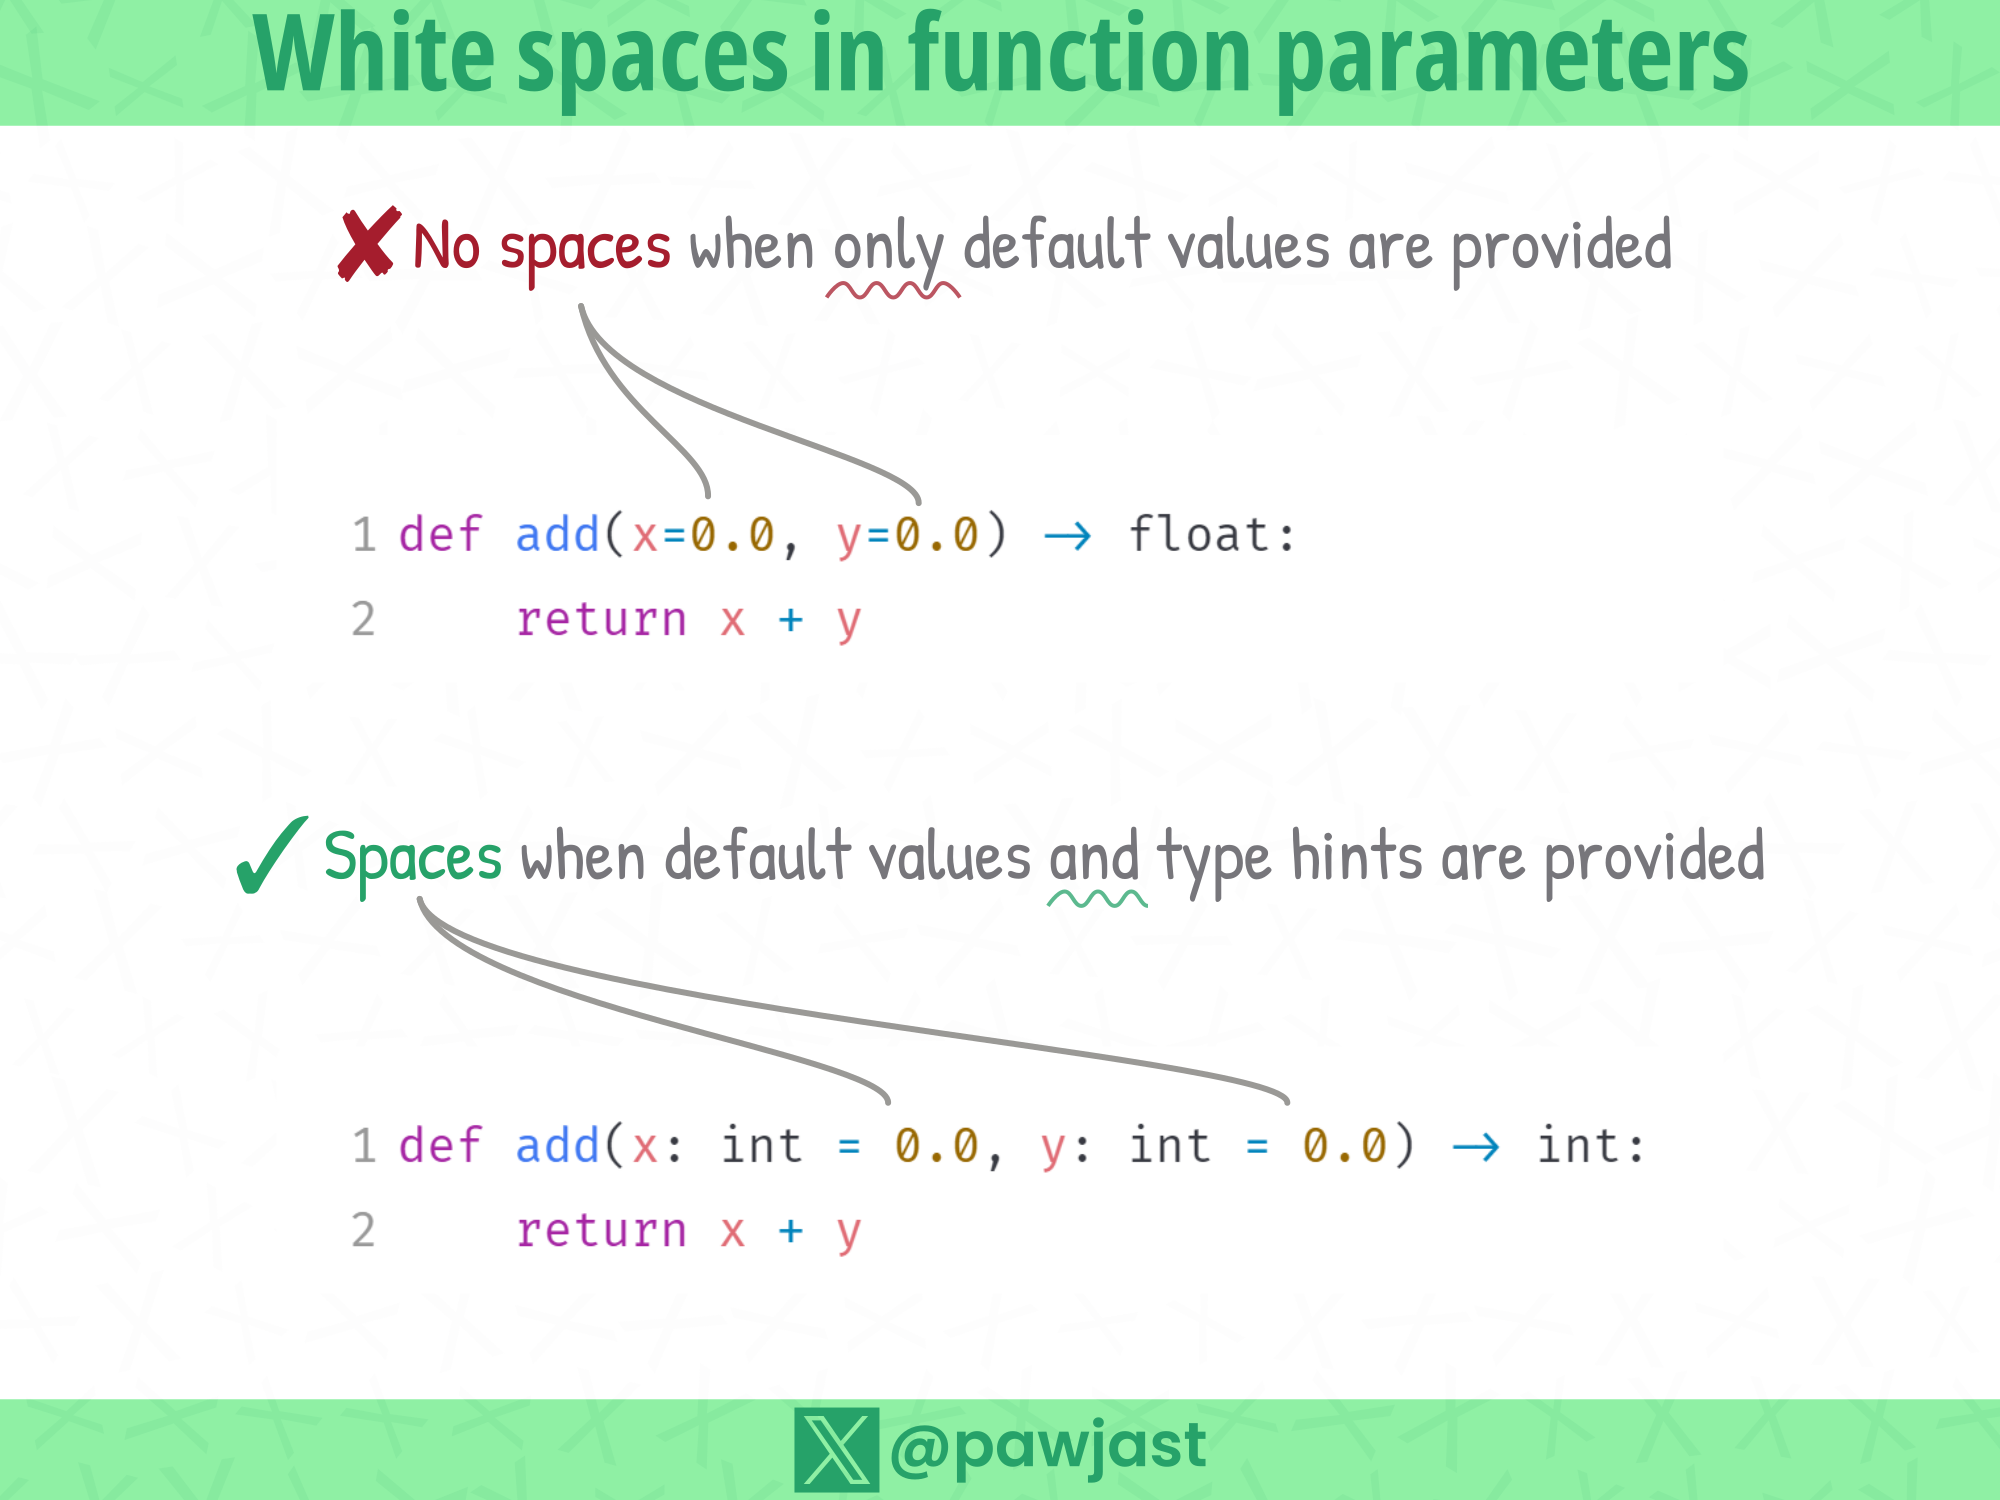 White spaces in function parameters
✘ No spaces when only default values are provided
1 def add(x=0.0, y=0.0) → float:
2     return x + y
✓ Spaces when default values and type hints are provided
1 def add(x: int = 0.0, y: int = 0.0) → int:
2     return x + y
𝕏 @pawjast